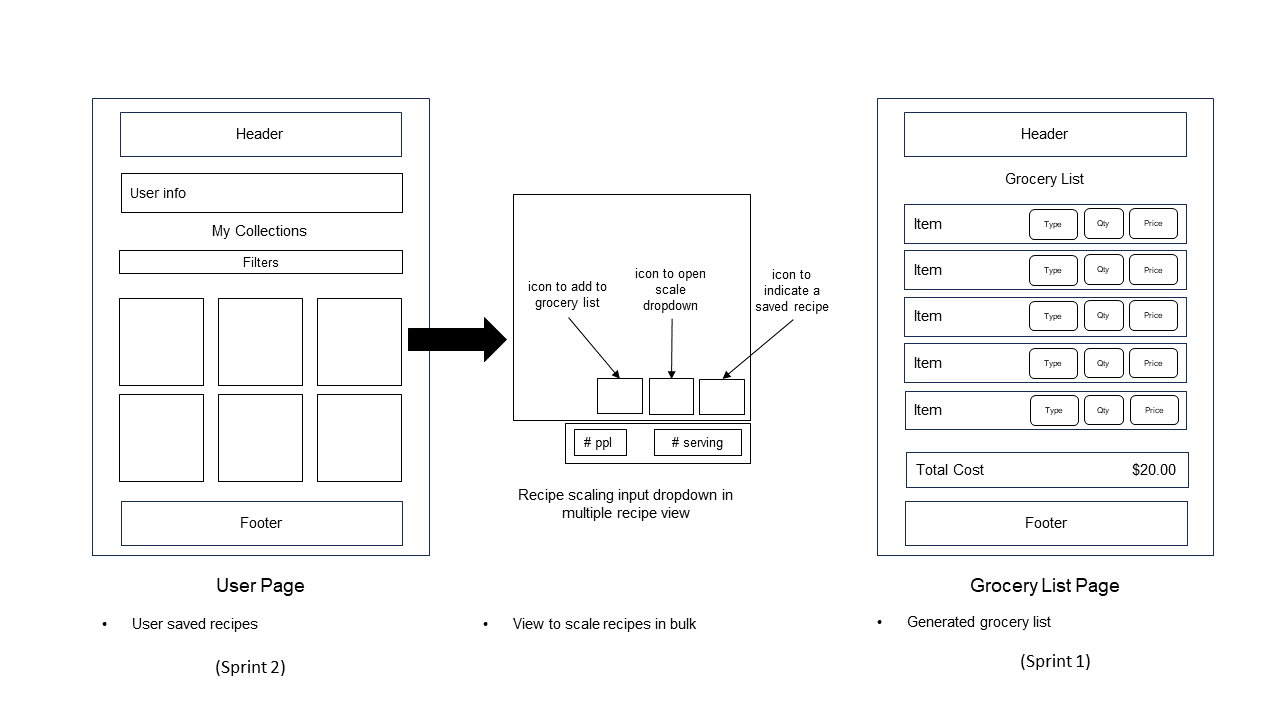 Header
User info
My Collections
Filters
Footer
User Page
• User saved recipes
(Sprint 2)
icon to add to
grocery list
icon to open
scale
dropdown
icon to
indicate a
saved recipe
# ppl
# serving
Recipe scaling input dropdown in
multiple recipe view
• View to scale recipes in bulk
Header
Grocery List
Item Type Qty Price
Item Type Qty Price
Item Type Qty Price
Item Type Qty Price
Item Type Qty Price
Total Cost $20.00
Footer
Grocery List Page
• Generated grocery list
(Sprint 1)